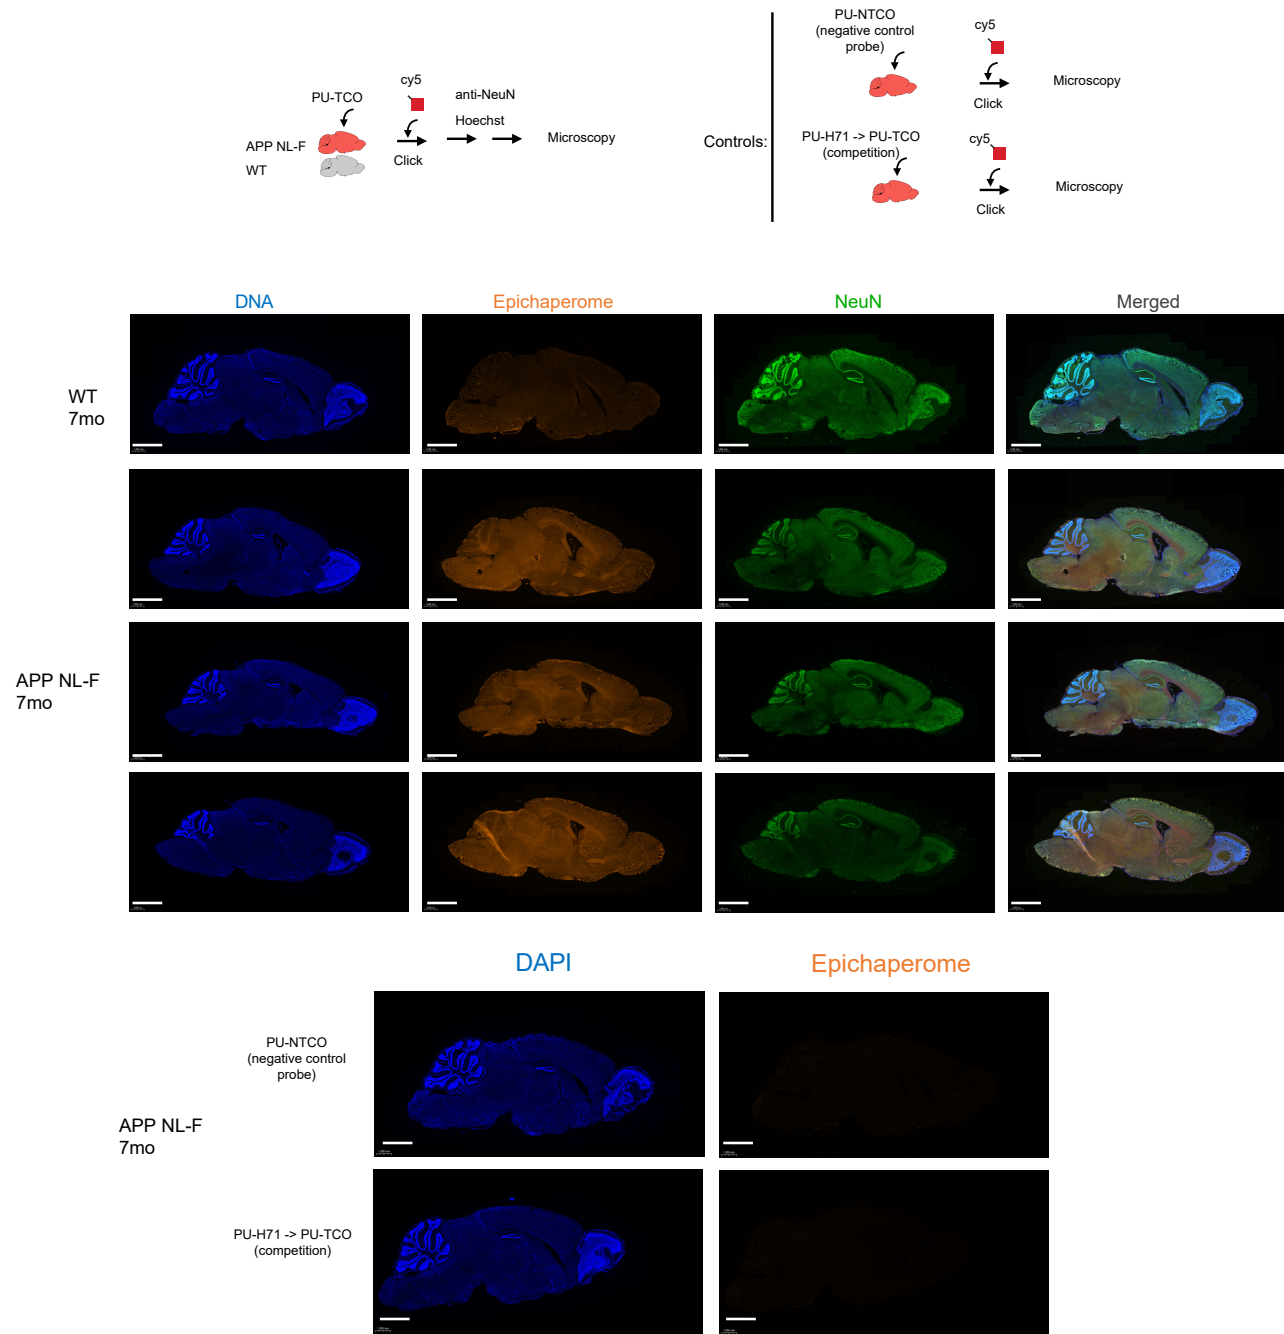 PU-TCO
cy5
anti-NeuN
Hoechst
Microscopy
APP NL-F
WT
Click
Controls:
PU-NTCO
(negative control
probe)
cy5
Click
Microscopy
PU-H71 -> PU-TCO
(competition)
cy5
Click
Microscopy
DNA
Epichaperome
NeuN
Merged
WT
7mo
APP NL-F
7mo
DAPI
Epichaperome
PU-NTCO
(negative control
probe)
APP NL-F
7mo
PU-H71 -> PU-TCO
(competition)